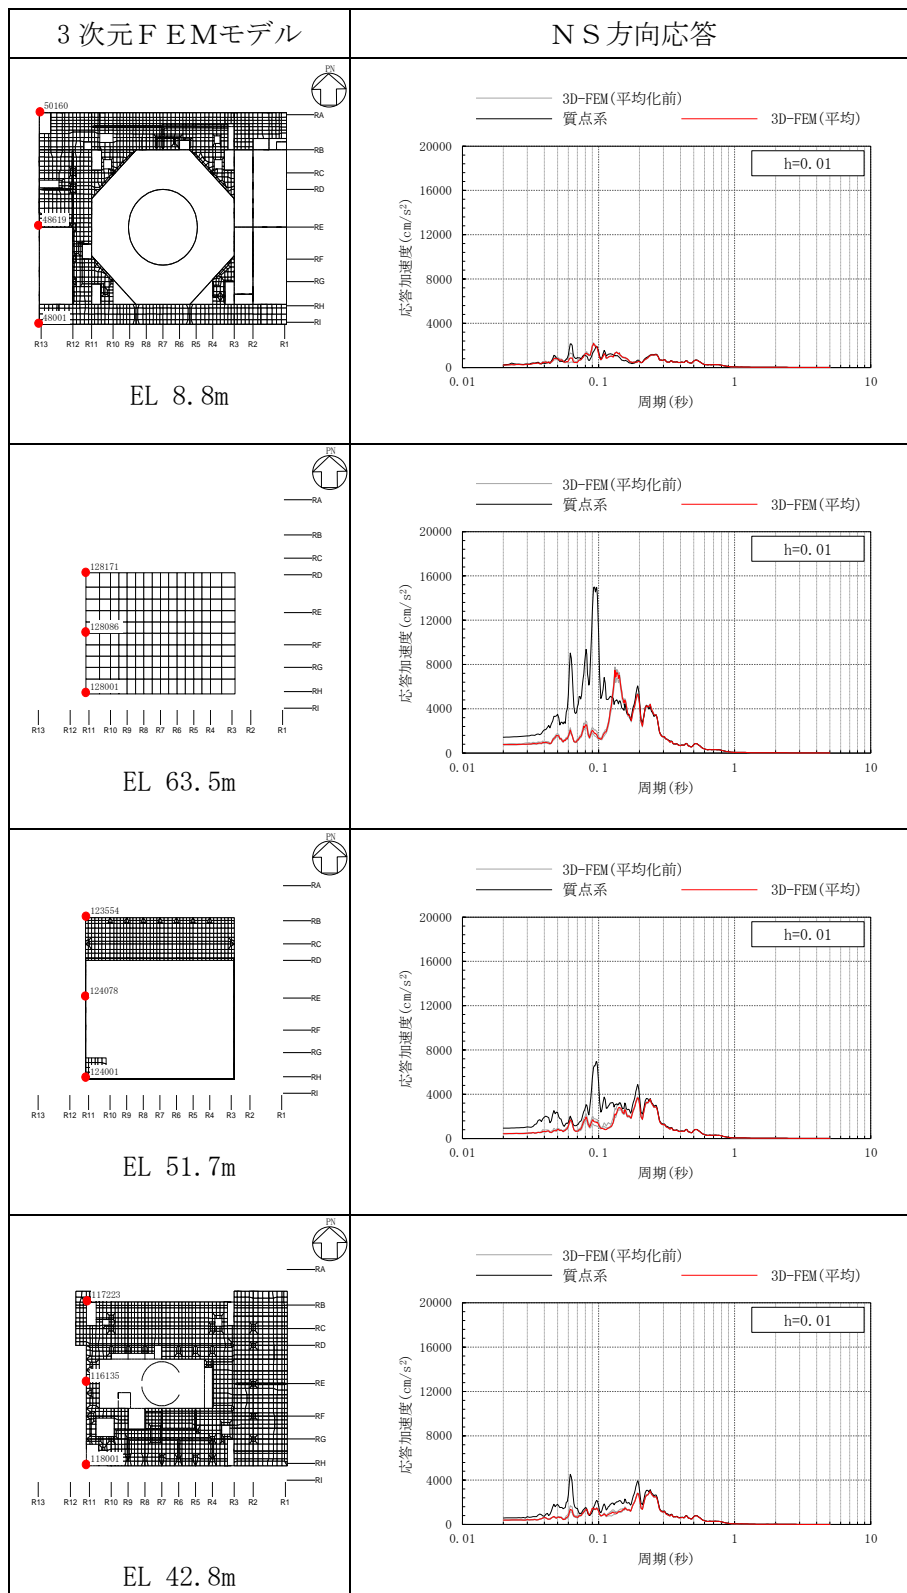 3次元FEMモデル
NS方向応答
PN
50160
48619
48001
RA
RB
RC
RD
RE
RF
RG
RH
RI
R13 R12 R11 R10 R9 R8 R7 R6 R5 R4 R3 R2 R1
EL 8.8m
3D-FEM(平均化前)
質点系
3D-FEM(平均)
h=0.01
応答加速度(cm/s²)
20000
16000
12000
8000
4000
0
0.01 0.1 1 10
周期(秒)
PN
128171
128086
128001
RA
RB
RC
RD
RE
RF
RG
RH
RI
R13 R12 R11 R10 R9 R8 R7 R6 R5 R4 R3 R2 R1
EL 63.5m
3D-FEM(平均化前)
質点系
3D-FEM(平均)
h=0.01
応答加速度(cm/s²)
20000
16000
12000
8000
4000
0
0.01 0.1 1 10
周期(秒)
PN
123554
124078
124001
RA
RB
RC
RD
RE
RF
RG
RH
RI
R13 R12 R11 R10 R9 R8 R7 R6 R5 R4 R3 R2 R1
EL 51.7m
3D-FEM(平均化前)
質点系
3D-FEM(平均)
h=0.01
応答加速度(cm/s²)
20000
16000
12000
8000
4000
0
0.01 0.1 1 10
周期(秒)
PN
117223
116135
118001
RA
RB
RC
RD
RE
RF
RG
RH
RI
R13 R12 R11 R10 R9 R8 R7 R6 R5 R4 R3 R2 R1
EL 42.8m
3D-FEM(平均化前)
質点系
3D-FEM(平均)
h=0.01
応答加速度(cm/s²)
20000
16000
12000
8000
4000
0
0.01 0.1 1 10
周期(秒)